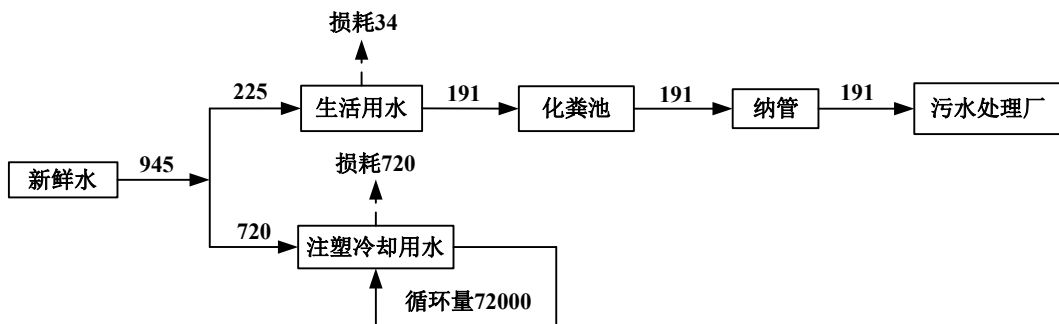 损耗34
225
生活用水
191
化粪池
191
纳管
191
污水处理厂
新鲜水
945
损耗720
720
注塑冷却用水
循环量72000